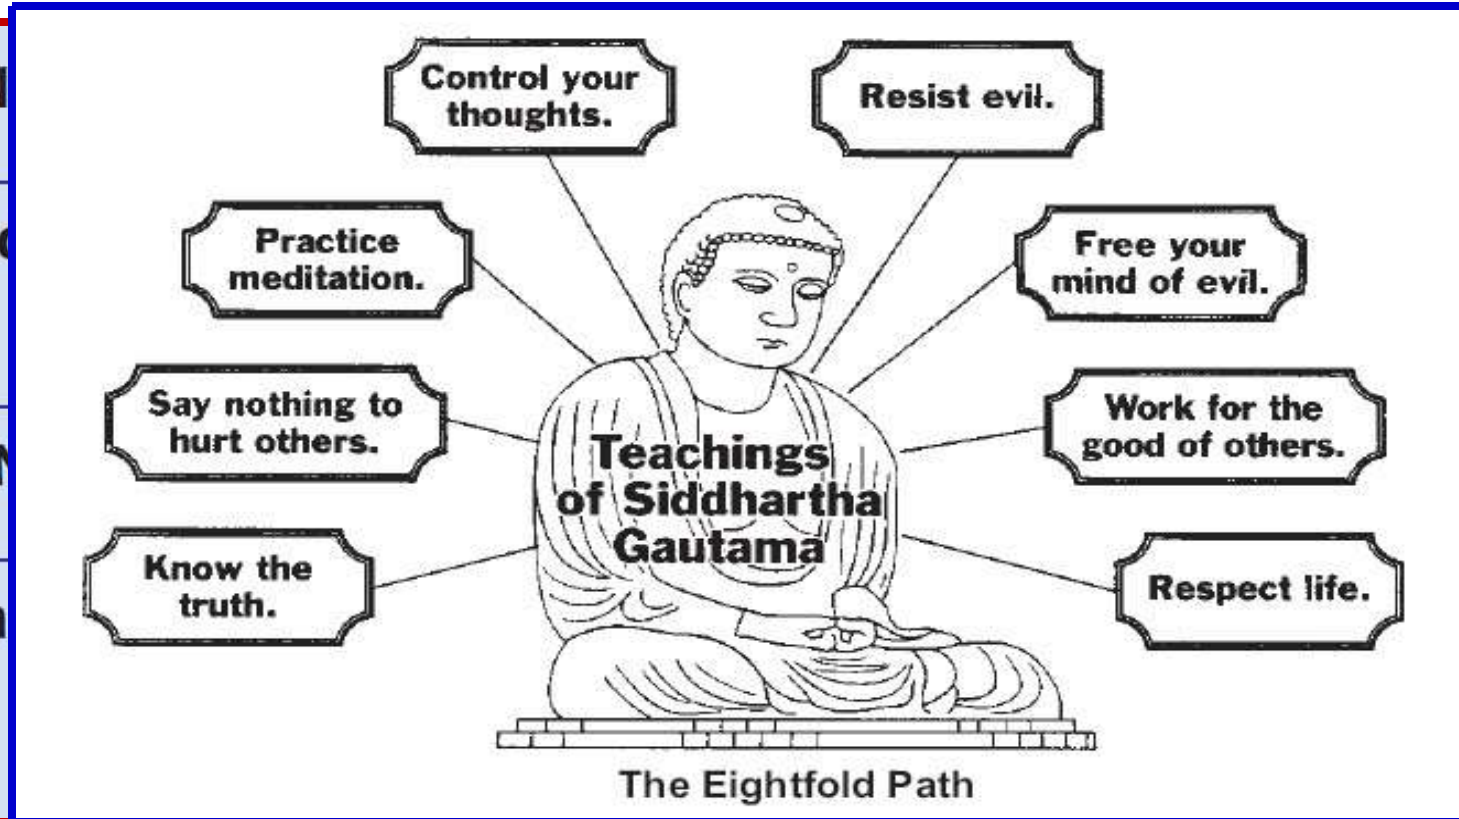 Control your
thoughts.
Resist evil.
Practice
meditation.
Free your
mind of evil.
Say nothing to
hurt others.
Work for the
good of others.
Teachings
of Siddhartha
Gautama
Know the
truth.
Respect life.
The Eightfold Path